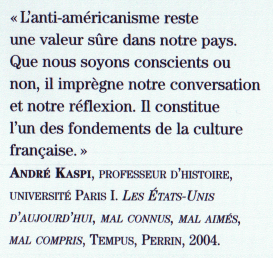 « L'anti-américanisme reste
une valeur sûre dans notre pays.
Que nous soyons conscients ou
non, il imprègne notre conversation
et notre réflexion. Il constitue
l'un des fondements de la culture
française. »
ANDRÉ KASPI, PROFESSEUR D'HISTOIRE,
UNIVERSITÉ PARIS I. LES ÉTATS-UNIS
D'AUJOURD'HUI, MAL CONNUS, MAL AIMÉS,
MAL COMPRIS, TEMPUS, PERRIN, 2004.